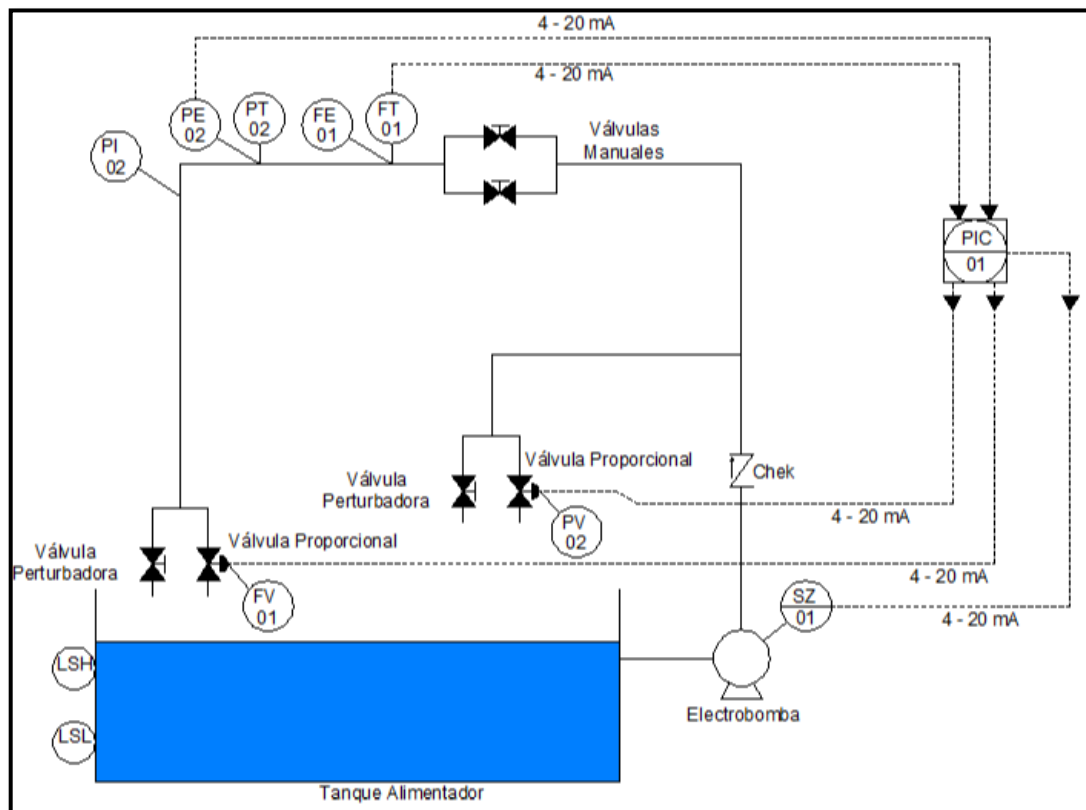 4 - 20 mA
4 - 20 mA
PE
02
PT
02
FE
01
FT
01
PI
02
Válvulas
Manuales
PIC
01
Válvula Proporcional
Válvula
Perturbadora
Chek
PV
02
4 - 20 mA
Válvula
Perturbadora
Válvula Proporcional
4 - 20 mA
FV
01
SZ
01
4 - 20 mA
LSH
LSL
Electrobomba
Tanque Alimentador